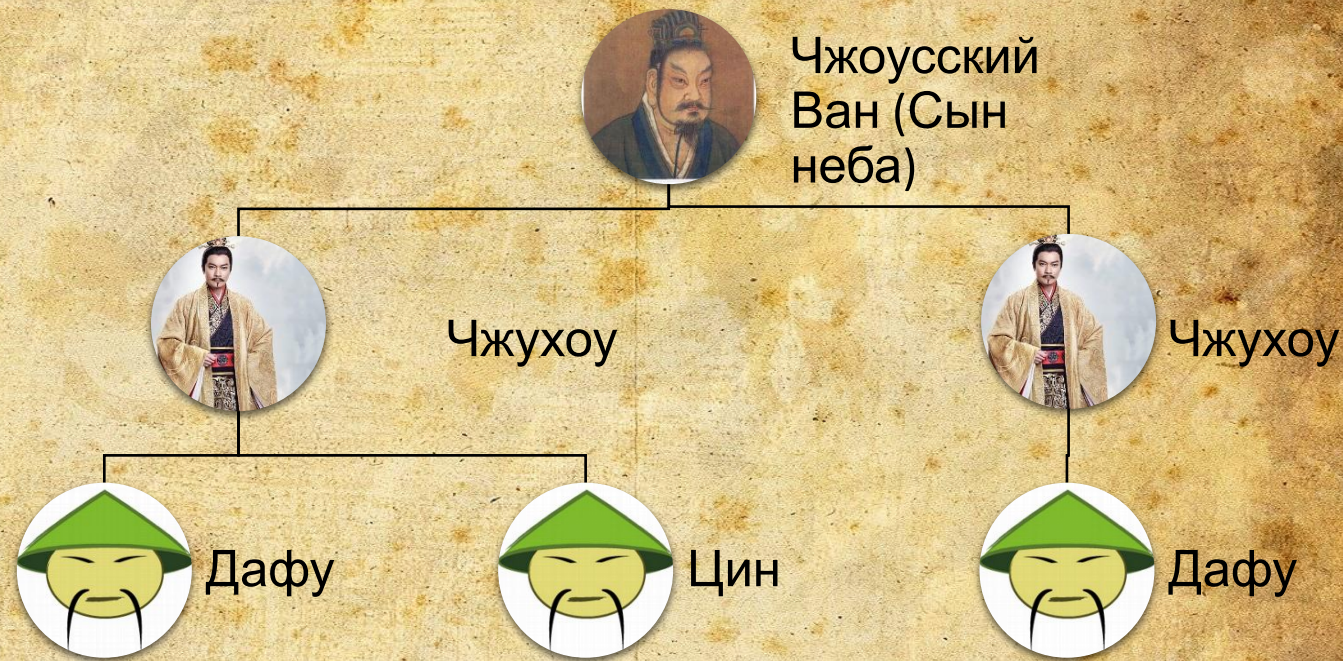 Чжоусский
Ван (Сын
неба)
Чжухоу
Чжухоу
Дафу
Цин
Дафу